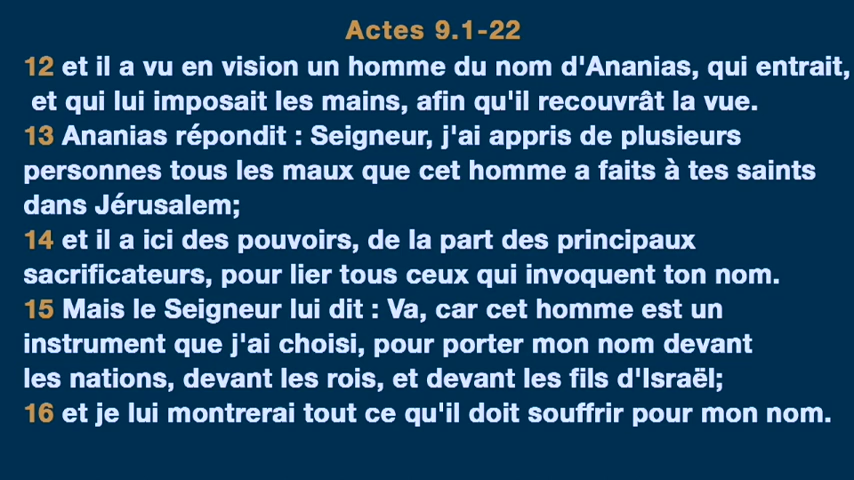 Actes 9.1-22
12 et il a vu en vision un homme du nom d'Ananias, qui entrait,
et qui lui imposait les mains, afin qu'il recouvrât la vue.
13 Ananias répondit : Seigneur, j'ai appris de plusieurs
personnes tous les maux que cet homme a faits à tes saints
dans Jérusalem;
14 et il a ici des pouvoirs, de la part des principaux
sacrificateurs, pour lier tous ceux qui invoquent ton nom.
15 Mais le Seigneur lui dit : Va, car cet homme est un
instrument que j'ai choisi, pour porter mon nom devant
les nations, devant les rois, et devant les fils d'Israël;
16 et je lui montrerai tout ce qu'il doit souffrir pour mon nom.